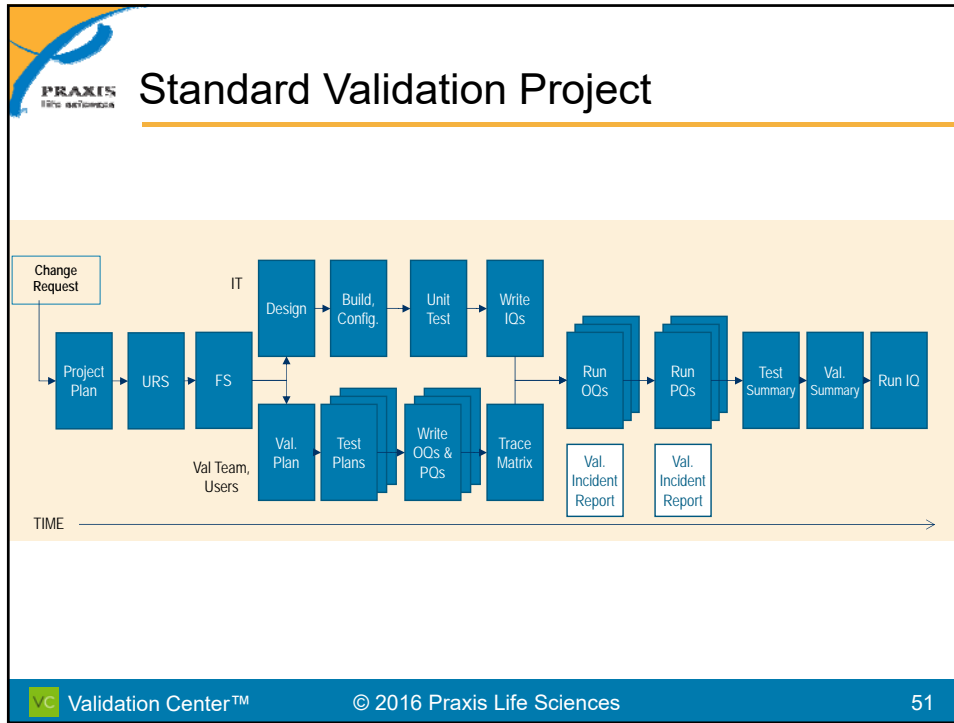 PRAXIS
life sciences
Standard Validation Project
Change
Request
IT
Design
Build,
Config.
Unit
Test
Write
IQs
Project
Plan
URS
FS
Run
OQs
Run
PQs
Test
Summary
Val.
Summary
Run IQ
Val Team,
Users
Val.
Plan
Test
Plans
Write
OQs &
PQs
Trace
Matrix
Val.
Incident
Report
Val.
Incident
Report
TIME
VC Validation Center™ © 2016 Praxis Life Sciences 51